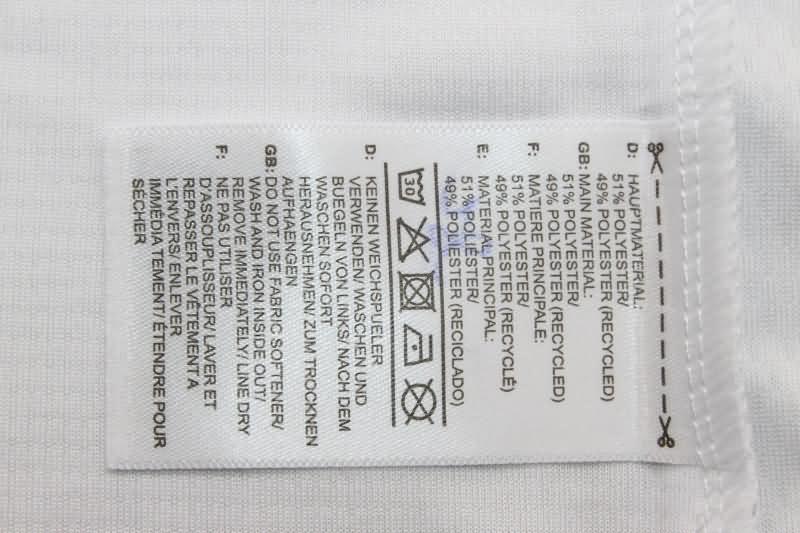 D: HAUPTMATERIAL:
51% POLYESTER/
49% POLYESTER (RECYCLED)
GB: MAIN MATERIAL:
51% POLYESTER/
49% POLYESTER (RECYCLED)
F: MATIERE PRINCIPALE:
51% POLYESTER/
49% POLYESTER (RECYCLÉ)
E: MATERIAL PRINCIPAL:
51% POLIÉSTER/
49% POLIÉSTER (RECICLADO)
30
D: KEINEN WEICHSPUELER
VERWENDEN/ WASCHEN UND
BUEGELN VON LINKS/ NACH DEM
WASCHEN SOFORT
HERAUSNEHMEN/ ZUM TROCKNEN
AUFHAENGEN
GB: DO NOT USE FABRIC SOFTENER/
WASH AND IRON INSIDE OUT/
REMOVE IMMEDIATELY/ LINE DRY
F: NE PAS UTILISER
D'ASSOUPLISSEUR/ LAVER ET
REPASSER LE VÊTEMENT A
L'ENVERS/ ENLEVER
IMMÉDIA TEMENT/ ÉTENDRE POUR
SÉCHER